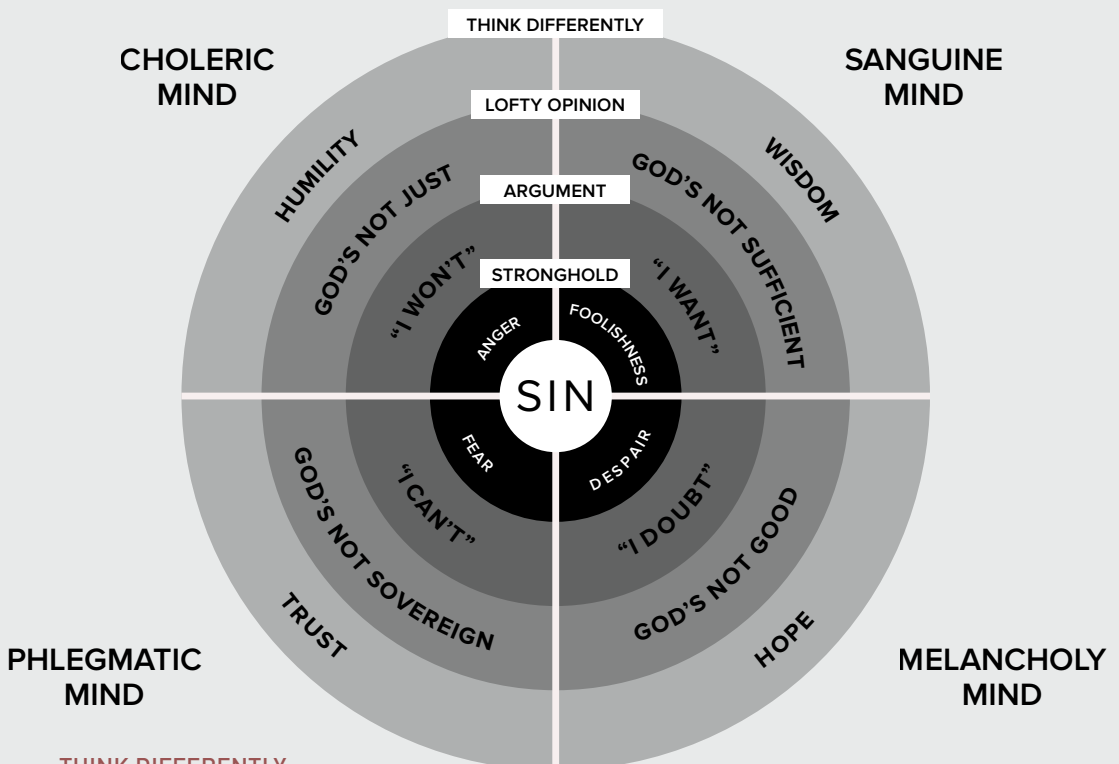 THINK DIFFERENTLY
CHOLERIC
MIND
SANGUINE
MIND
LOFTY OPINION
HUMILITY
WISDOM
GOD'S NOT JUST
GOD'S NOT SUFFICIENT
ARGUMENT
“I WON'T”
“I WANT”
STRONGHOLD
ANGER
FOOLISHNESS
SIN
FEAR
DESPAIR
“I CAN'T”
“I DOUBT”
GOD'S NOT SOVEREIGN
GOD'S NOT GOOD
TRUST
HOPE
PHLEGMATIC
MIND
MELANCHOLY
MIND
THINK DIFFERENTLY